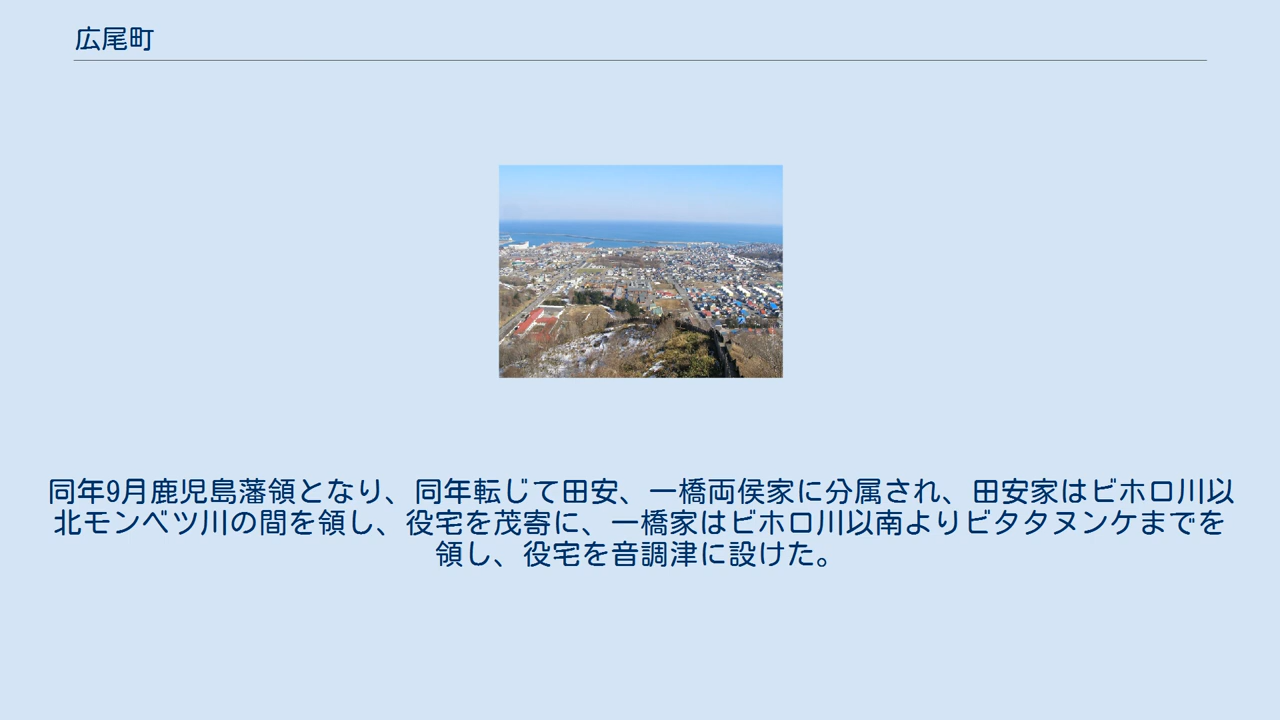 広尾町
同年9月鹿児島藩領となり、同年転じて田安、一橋両侯家に分属され、田安家はビホロ川以
北モンベツ川の間を領し、役宅を茂寄に、一橋家はビホロ川以南よりビタタヌンケまでを
領し、役宅を音調津に設けた。